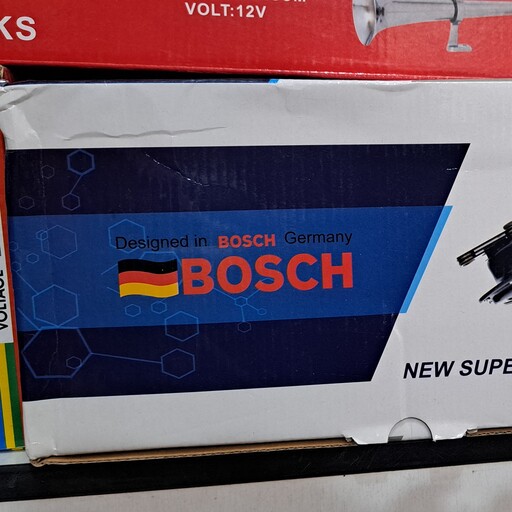 VOLT:12V
KS
Designed in BOSCH Germany
BOSCH
NEW SUPE
VOLTAGE